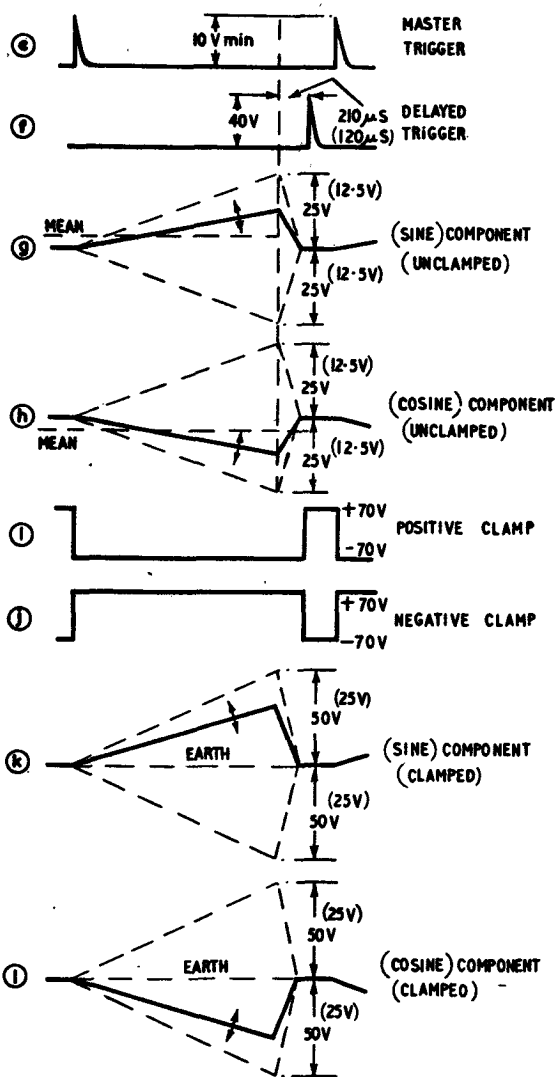 e
10 V min
MASTER
TRIGGER
f
40V
210μS
(120μS)
DELAYED
TRIGGER
g
MEAN
(12·5V)
25V
(12·5V)
25V
(SINE) COMPONENT
(UNCLAMPED)
h
MEAN
(12·5V)
25V
(12·5V)
25V
(COSINE) COMPONENT
(UNCLAMPED)
i
+70V
-70V
POSITIVE CLAMP
j
+70V
-70V
NEGATIVE CLAMP
k
EARTH
(25V)
50V
(25V)
50V
(SINE) COMPONENT
(CLAMPED)
l
EARTH
(25V)
50V
(25V)
50V
(COSINE) COMPONENT
(CLAMPED)